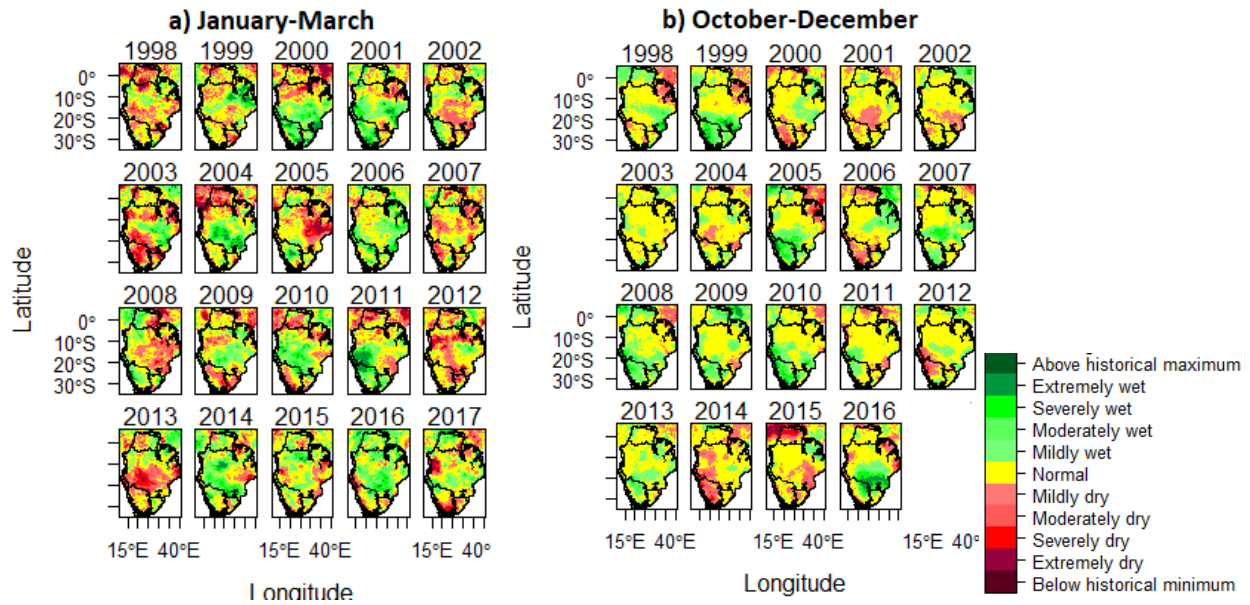 a) January-March
1998 1999 2000 2001 2002
0°
10°S
20°S
30°S
2003 2004 2005 2006 2007
2008 2009 2010 2011 2012
0°
10°S
20°S
30°S
2013 2014 2015 2016 2017
15°E 40°E 15°E 40°E 15°E 40°
Latitude
Longitude
b) October-December
1998 1999 2000 2001 2002
0°
10°S
20°S
30°S
2003 2004 2005 2006 2007
2008 2009 2010 2011 2012
0°
10°S
20°S
30°S
2013 2014 2015 2016
15°E 40°E 15°E 40°E 15°E 40°
Latitude
Longitude
Above historical maximum
Extremely wet
Severely wet
Moderately wet
Mildly wet
Normal
Mildly dry
Moderately dry
Severely dry
Extremely dry
Below historical minimum